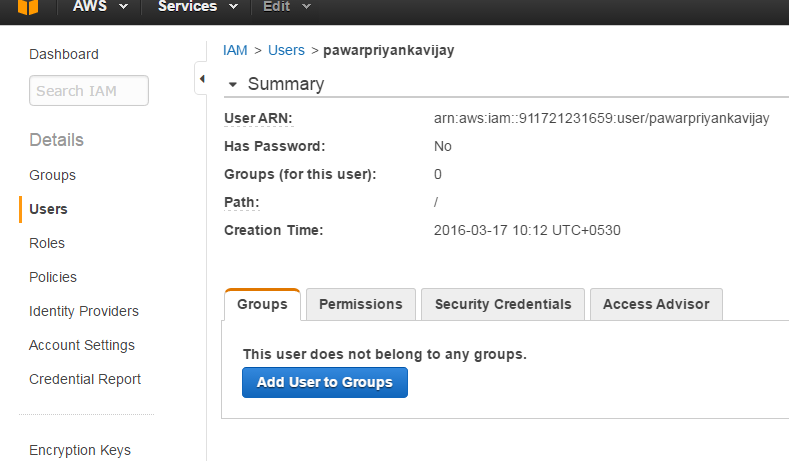 AWS Services Edit
Dashboard
Search IAM
Details
Groups
Users
Roles
Policies
Identity Providers
Account Settings
Credential Report
Encryption Keys
IAM > Users > pawarpriyankavijay
Summary
User ARN: arn:aws:iam::911721231659:user/pawarpriyankavijay
Has Password: No
Groups (for this user): 0
Path: /
Creation Time: 2016-03-17 10:12 UTC+0530
Groups Permissions Security Credentials Access Advisor
This user does not belong to any groups.
Add User to Groups